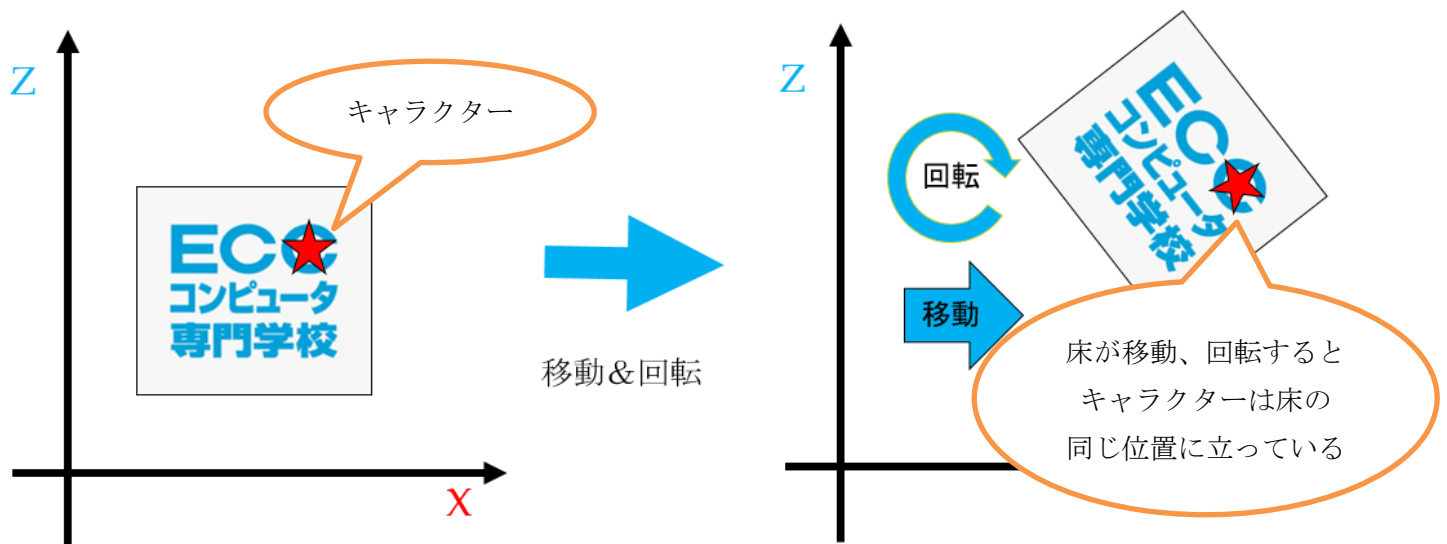 Z
キャラクター
ECC
コンピュータ
専門学校
X
移動&回転
Z
回転
移動
ECC
コンピュータ
専門学校
床が移動、回転すると
キャラクターは床の
同じ位置に立っている